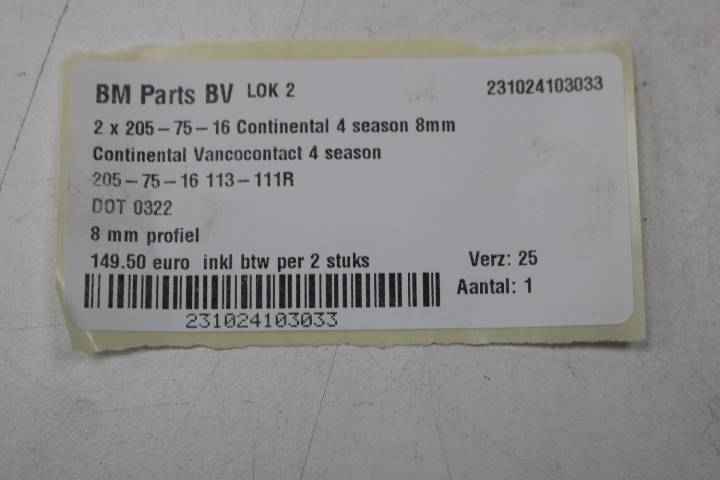 BM Parts BV LOK 2 231024103033
2 x 205-75-16 Continental 4 season 8mm
Continental Vancocontact 4 season
205-75-16 113-111R
DOT 0322
8 mm profiel
149.50 euro inkl btw per 2 stuks Verz: 25
Aantal: 1
231024103033